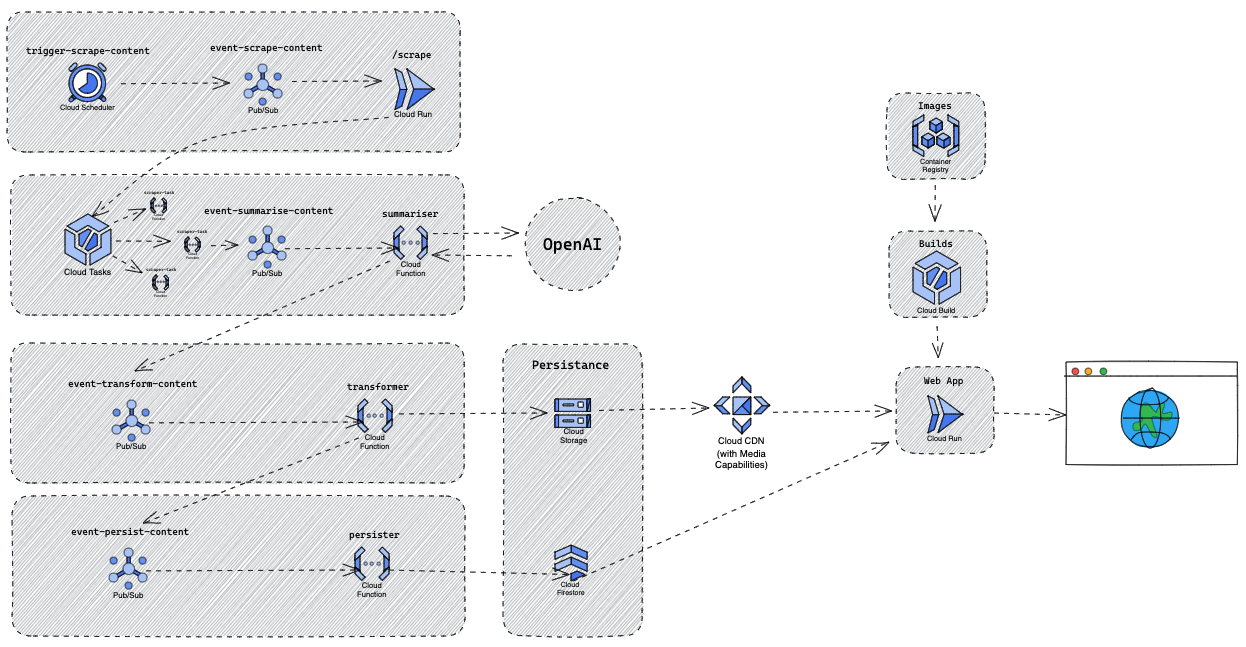 trigger-scrape-content
Cloud Scheduler
event-scrape-content
Pub/Sub
/scrape
Cloud Run
Cloud Tasks
scraper-task
Cloud
Function
scraper-task
Cloud
Function
scraper-task
Cloud
Function
event-summarise-content
Pub/Sub
summariser
Cloud
Function
OpenAI
event-transform-content
Pub/Sub
transformer
Cloud
Function
event-persist-content
Pub/Sub
persister
Cloud
Function
Persistance
Cloud
Storage
Cloud
Firestore
Cloud CDN
(with Media
Capabilities)
Images
Container
Registry
Builds
Cloud Build
Web App
Cloud Run